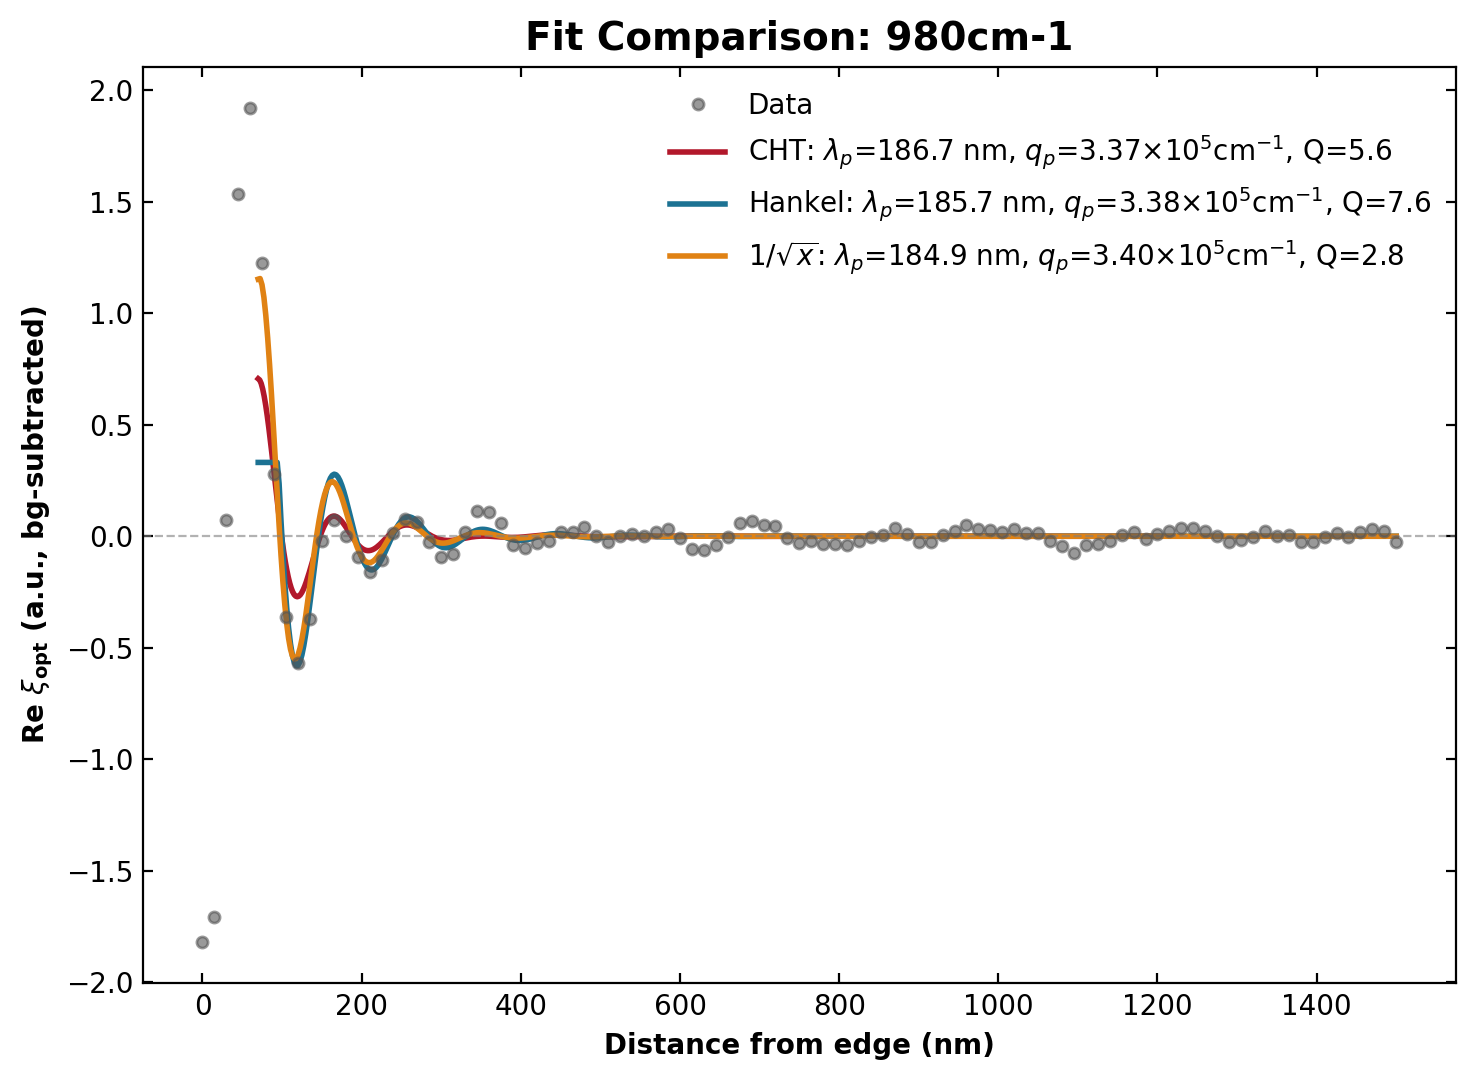 Fit Comparison: 980cm-1
Data
CHT: λₚ=186.7 nm, qₚ=3.37×10⁵cm⁻¹, Q=5.6
Hankel: λₚ=185.7 nm, qₚ=3.38×10⁵cm⁻¹, Q=7.6
1/√x: λₚ=184.9 nm, qₚ=3.40×10⁵cm⁻¹, Q=2.8
Re ξopt (a.u., bg-subtracted)
2.0
1.5
1.0
0.5
0.0
−0.5
−1.0
−1.5
−2.0
0 200 400 600 800 1000 1200 1400
Distance from edge (nm)